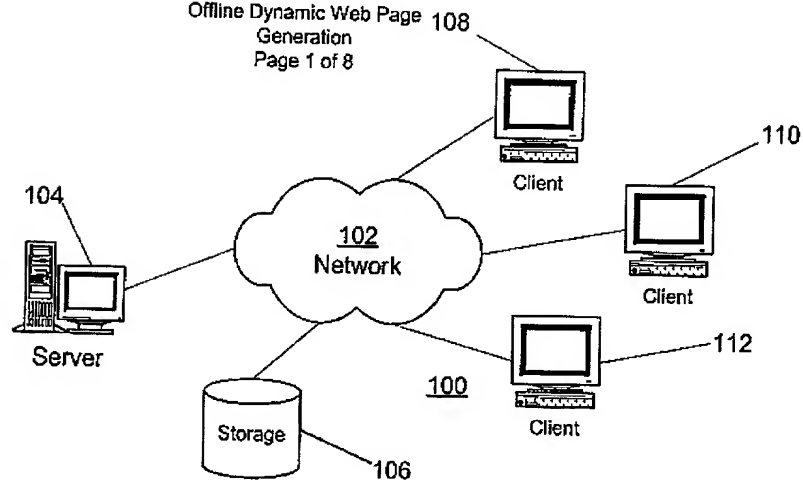 Offline Dynamic Web Page
Generation
Page 1 of 8
108
Client
110
Client
104
Server
102
Network
112
Client
100
Storage
106